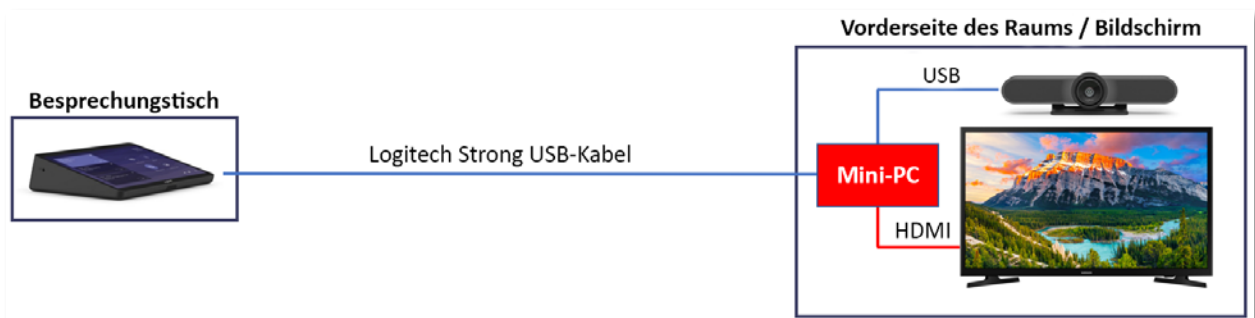 Vorderseite des Raums / Bildschirm
USB
Besprechungstisch
Logitech Strong USB-Kabel
Mini-PC
HDMI